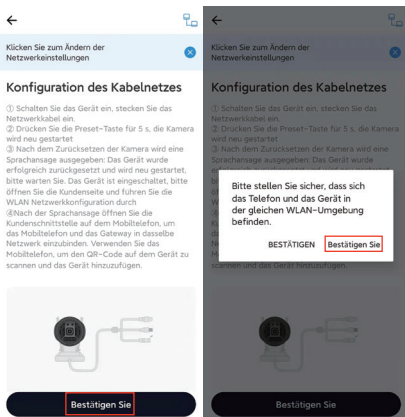 Klicken Sie zum Ändern der
Netzwerkeinstellungen
Konfiguration des Kabelnetzes
① Schalten Sie das Gerät ein, stecken Sie das
Netzwerkkabel ein.
② Drücken Sie die Preset-Taste für 5 s, die Kamera
wird neu gestartet
③ Nach dem Zurücksetzen der Kamera wird eine
Sprachansage ausgegeben: Das Gerät wurde
erfolgreich zurückgesetzt und wird neu gestartet,
bitte warten Sie. Das Gerät ist eingeschaltet, bitte
öffnen Sie die Kundenseite und führen Sie die
WLAN Netzwerkkonfiguration durch
④Nach der Sprachansage öffnen Sie die
Kundenschnittstelle auf dem Mobiltelefon, um
das Mobiltelefon und das Gateway in dasselbe
Netzwerk einzubinden. Verwenden Sie das
Mobiltelefon, um den QR-Code auf dem Gerät zu
scannen und das Gerät hinzuzufügen.
Bestätigen Sie
Klicken Sie zum Ändern der
Netzwerkeinstellungen
Konfiguration des Kabelnetzes
① Schalten Sie das Gerät ein, stecken Sie das
Netzwerkkabel ein.
② Drücken Sie die Preset-Taste für 5 s, die Kamera
wird neu gestartet
③ Nach dem Zurücksetzen der Kamera wird eine
Sprachansage ausgegeben: Das Gerät wurde
Bitte stellen Sie sicher, dass sich
das Telefon und das Gerät in
der gleichen WLAN-Umgebung
befinden.
BESTÄTIGEN Bestätigen Sie
scannen und das Gerät hinzuzufügen.
Bestätigen Sie